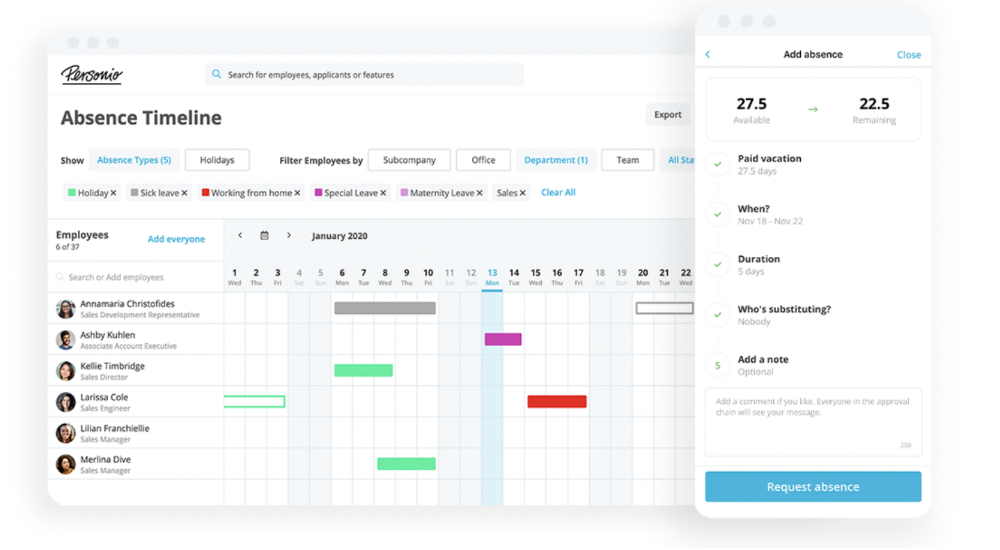 Personio
Search for employees, applicants or features
Absence Timeline
Export
Show Absence Types (5) Holidays Filter Employees by Subcompany Office Department (1) Team All Sta
Holiday × Sick leave × Working from home × Special Leave × Maternity Leave × Sales × Clear All
Employees
6 of 37
Add everyone
January 2020
Search or Add employees
1 2 3 4 5 6 7 8 9 10 11 12 13 14 15 16 17 18 19 20 21 22
Wed Thu Fri Sat Sun Mon Tue Wed Thu Fri Sat Sun Mon Tue Wed Thu Fri Sat Sun Mon Tue Wed
Annamaria Christofides
Sales Development Representative
Ashby Kuhlen
Associate Account Executive
Kellie Timbridge
Sales Director
Larissa Cole
Sales Engineer
Lilian Franchiellie
Sales Manager
Merlina Dive
Sales Manager
Add absence Close
27.5 → 22.5
Available Remaining
Paid vacation
27.5 days
When?
Nov 18 - Nov 22
Duration
5 days
Who's substituting?
Nobody
5 Add a note
Optional
Add a comment if you like. Everyone in the approval
chain will see your message.
250
Request absence